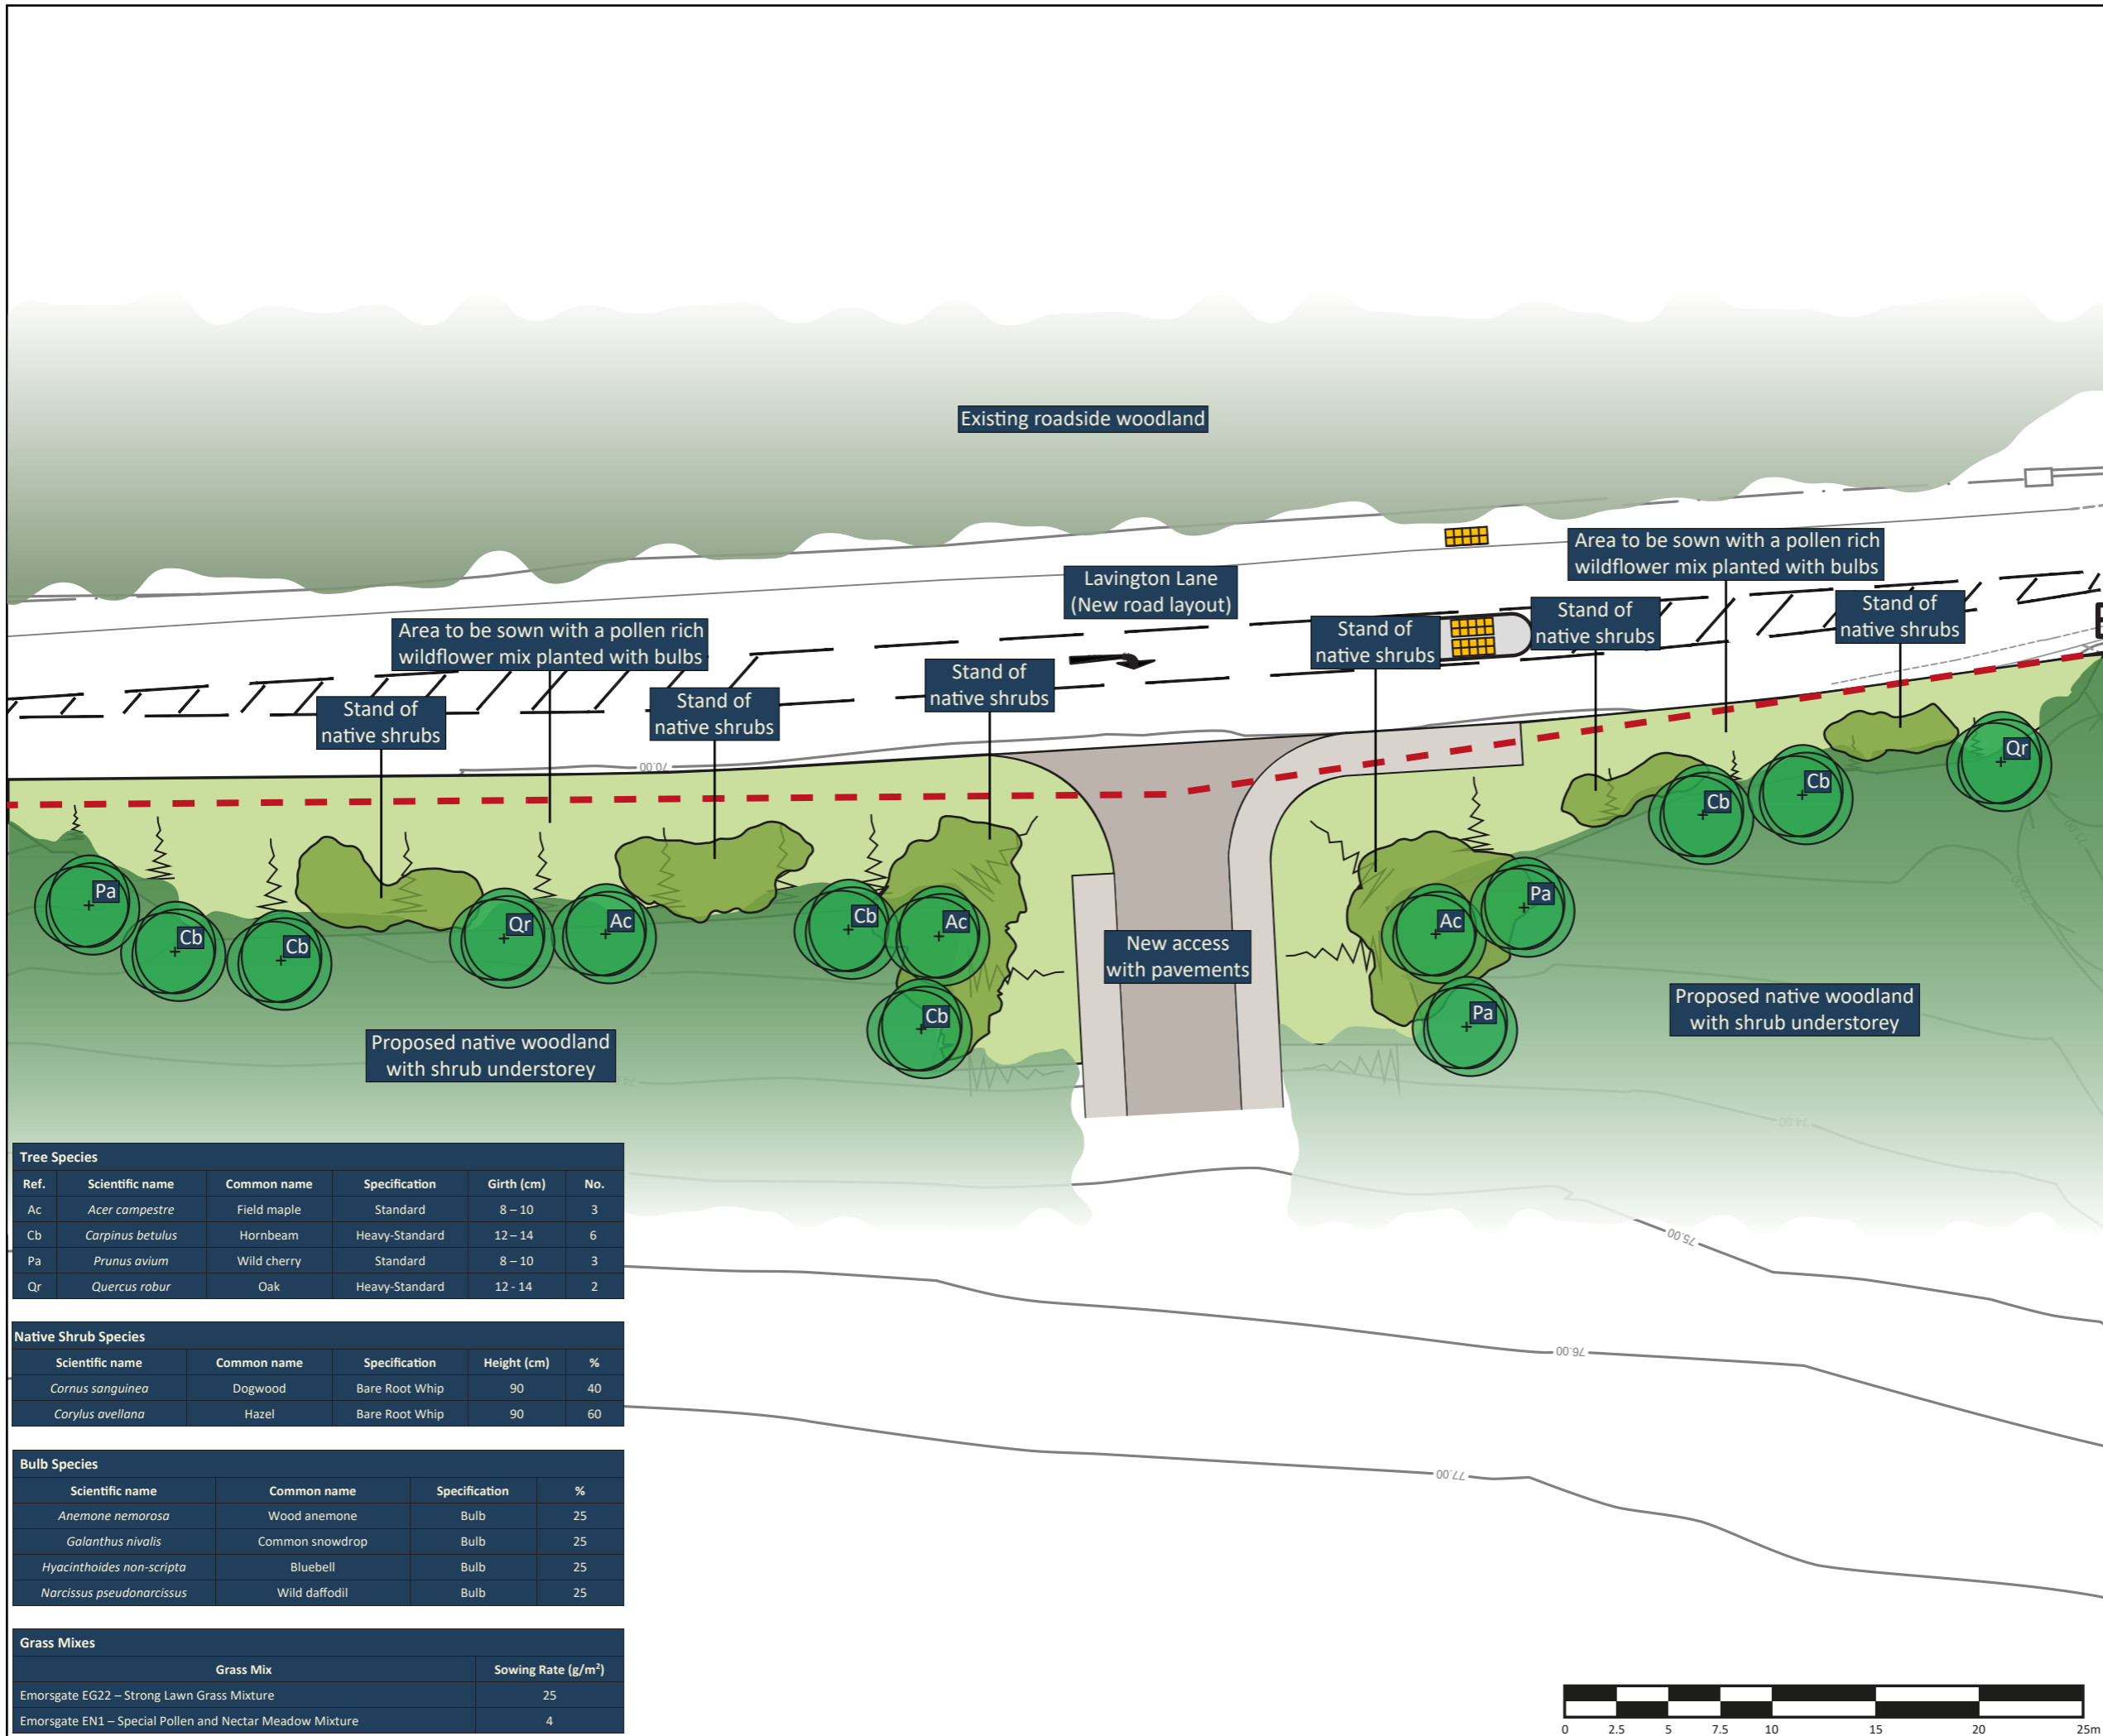 Existing roadside woodland
Area to be sown with a pollen rich
wildflower mix planted with bulbs
Lavington Lane
(New road layout)
Stand of
native shrubs
Stand of
native shrubs
Stand of
native shrubs
Area to be sown with a pollen rich
wildflower mix planted with bulbs
Stand of
native shrubs
Stand of
native shrubs
Stand of
native shrubs
70.00
Qr
Cb
Cb
Pa
Cb
Cb
Qr
Ac
Cb
Ac
Cb
Ac
Pa
Pa
New access
with pavements
Proposed native woodland
with shrub understorey
Proposed native woodland
with shrub understorey
74.00
75.00
76.00
77.00
Tree Species
Ref. Scientific name Common name Specification Girth (cm) No.
Ac Acer campestre Field maple Standard 8 – 10 3
Cb Carpinus betulus Hornbeam Heavy-Standard 12 – 14 6
Pa Prunus avium Wild cherry Standard 8 – 10 3
Qr Quercus robur Oak Heavy-Standard 12 - 14 2
Native Shrub Species
Scientific name Common name Specification Height (cm) %
Cornus sanguinea Dogwood Bare Root Whip 90 40
Corylus avellana Hazel Bare Root Whip 90 60
Bulb Species
Scientific name Common name Specification %
Anemone nemorosa Wood anemone Bulb 25
Galanthus nivalis Common snowdrop Bulb 25
Hyacinthoides non-scripta Bluebell Bulb 25
Narcissus pseudonarcissus Wild daffodil Bulb 25
Grass Mixes
Grass Mix Sowing Rate (g/m²)
Emorsgate EG22 – Strong Lawn Grass Mixture 25
Emorsgate EN1 – Special Pollen and Nectar Meadow Mixture 4
0 2.5 5 7.5 10 15 20 25m